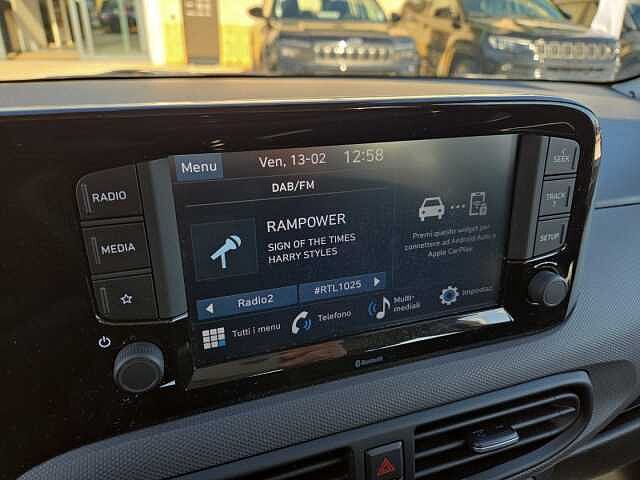 RADIO
MEDIA
Menu
Ven, 13-02 12:58
DAB/FM
RAMPOWER
SIGN OF THE TIMES
HARRY STYLES
Premi questo widget per
connettere ad Android Auto o
Apple CarPlay.
Radio2
#RTL1025
Tutti i menu
Telefono
Multi-
mediali
Impostaz.
SEEK
TRACK
SETUP
Bluetooth